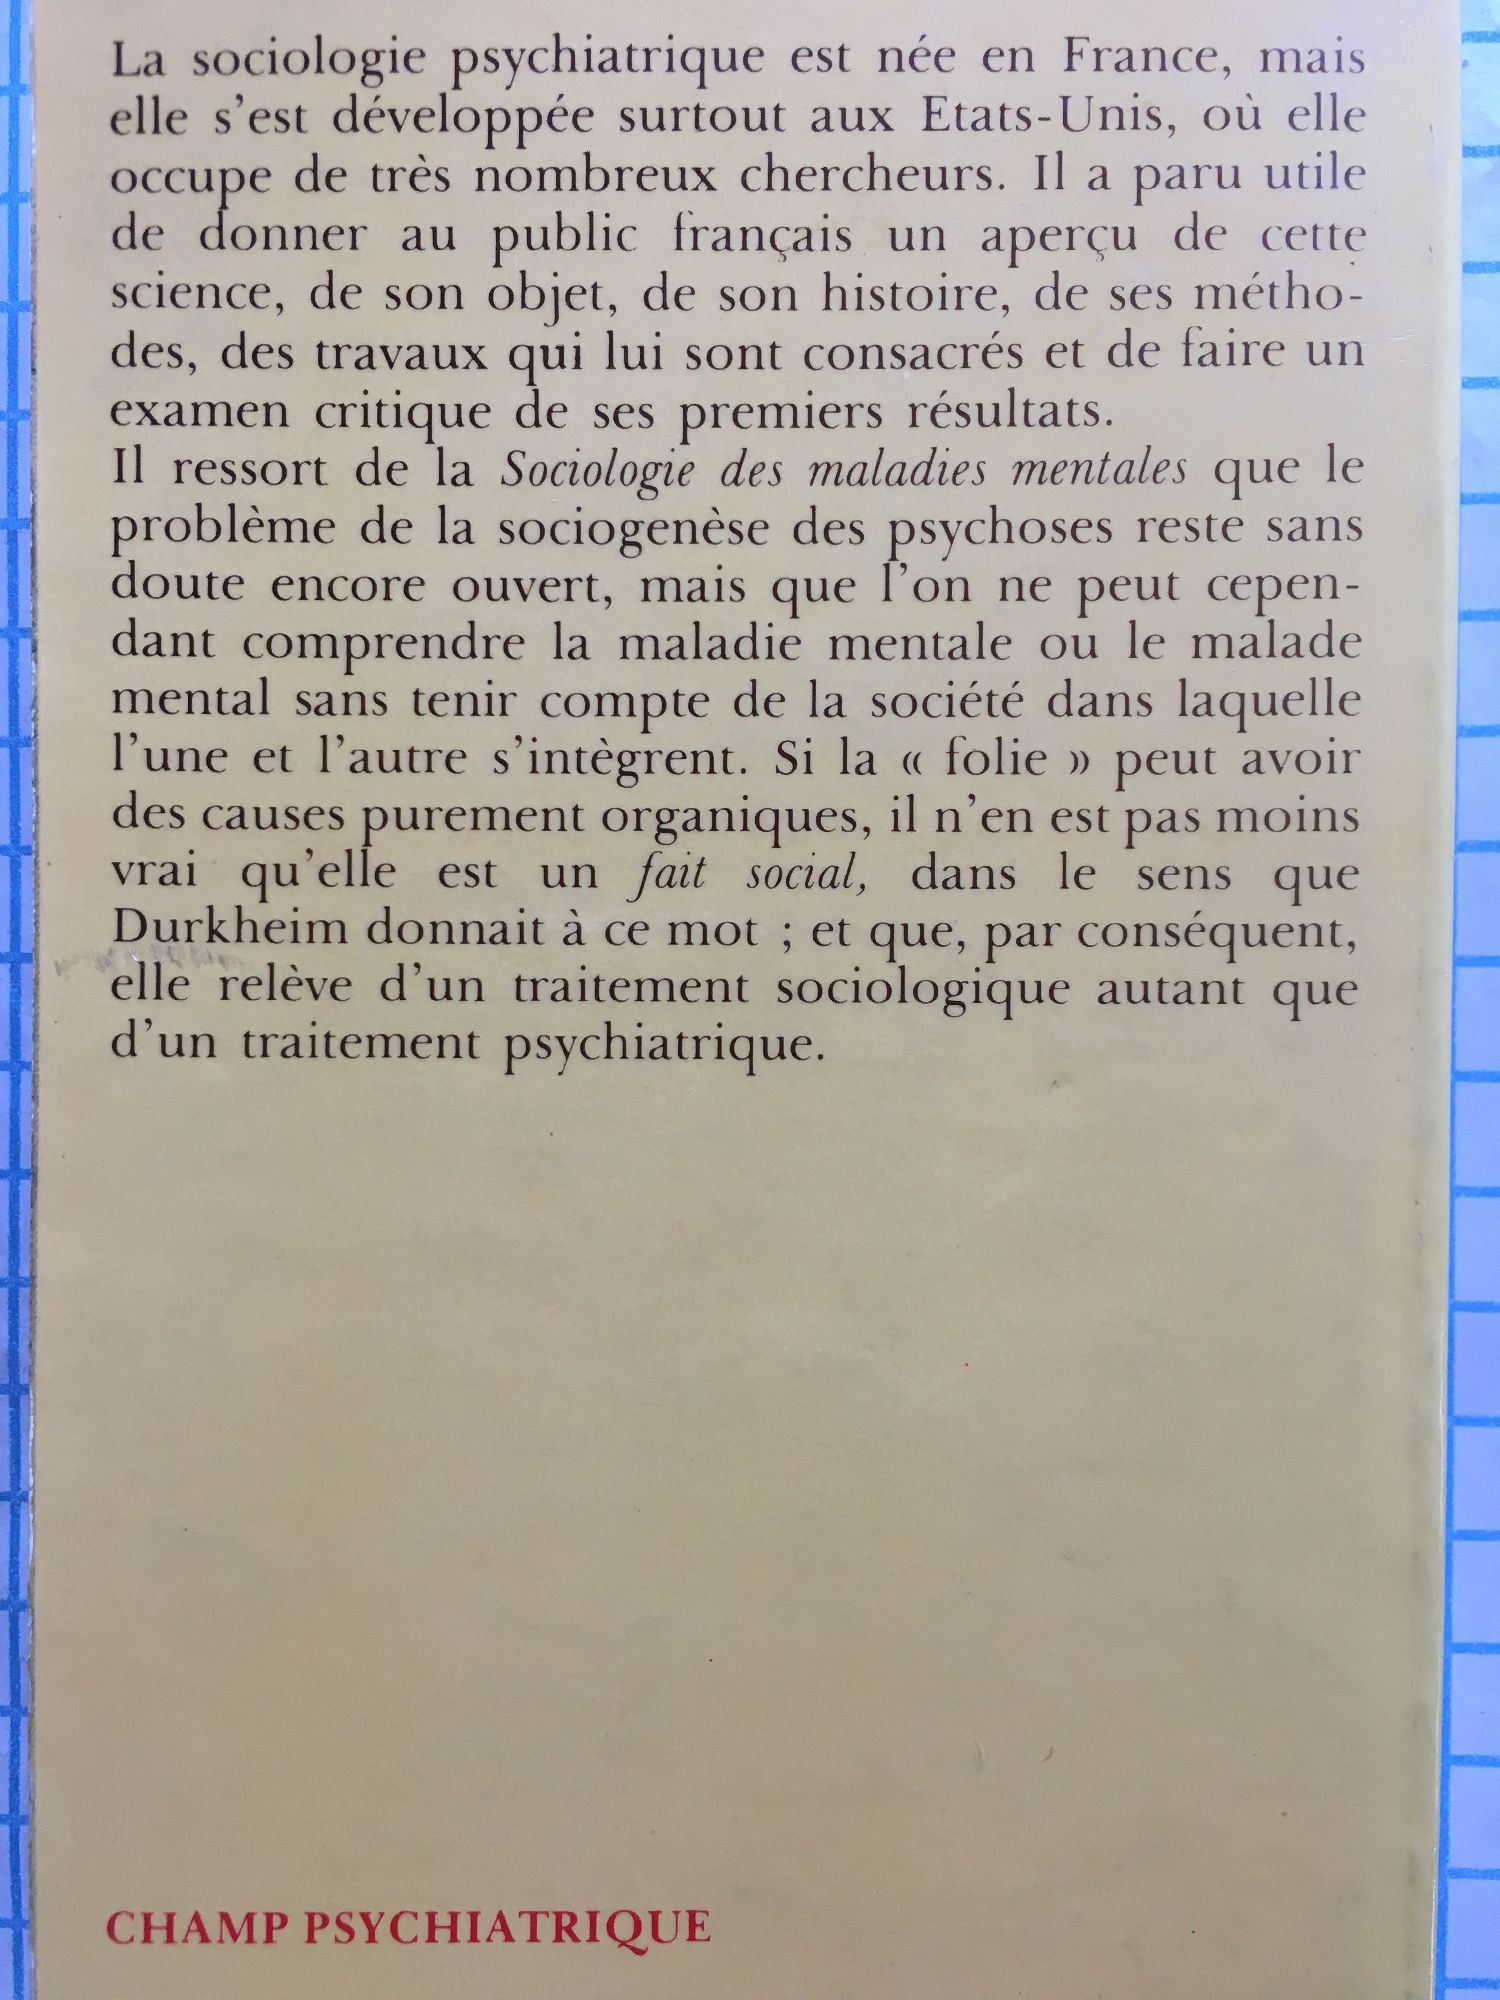 La sociologie psychiatrique est née en France, mais
elle s'est développée surtout aux Etats-Unis, où elle
occupe de très nombreux chercheurs. Il a paru utile
de donner au public français un aperçu de cette
science, de son objet, de son histoire, de ses métho-
des, des travaux qui lui sont consacrés et de faire un
examen critique de ses premiers résultats.
Il ressort de la Sociologie des maladies mentales que le
problème de la sociogenèse des psychoses reste sans
doute encore ouvert, mais que l'on ne peut cepen-
dant comprendre la maladie mentale ou le malade
mental sans tenir compte de la société dans laquelle
l'une et l'autre s'intègrent. Si la « folie » peut avoir
des causes purement organiques, il n'en est pas moins
vrai qu'elle est un fait social, dans le sens que
Durkheim donnait à ce mot ; et que, par conséquent,
elle relève d'un traitement sociologique autant que
d'un traitement psychiatrique.
CHAMP PSYCHIATRIQUE